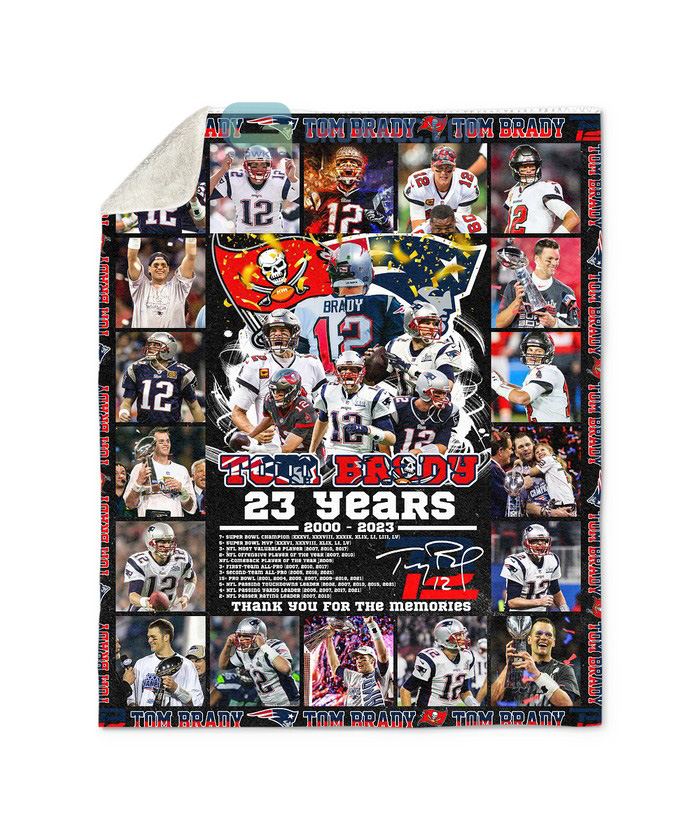 ADY TOM BRADY TOM BRADY
BRADY
12
TOM BRADY
23 YEARS
2000 - 2023
7× SUPER BOWL CHAMPION (XXXVI, XXXVIII, XXXIX, XLIX, LI, LIII, LV)
5× SUPER BOWL MVP (XXXVI, XXXVIII, XLIX, LI, LV)
3× NFL MOST VALUABLE PLAYER (2007, 2010, 2017)
2× NFL OFFENSIVE PLAYER OF THE YEAR (2007, 2010)
NFL COMEBACK PLAYER OF THE YEAR (2009)
3× FIRST-TEAM ALL-PRO (2007, 2010, 2017)
3× SECOND-TEAM ALL-PRO (2005, 2016, 2021)
15× PRO BOWL (2001, 2004, 2005, 2007, 2009-2018, 2021)
5× NFL PASSING TOUCHDOWNS LEADER (2002, 2007, 2010, 2015, 2021)
4× NFL PASSING YARDS LEADER (2005, 2007, 2017, 2021)
2× NFL PASSER RATING LEADER (2007, 2010)
12
THANK YOU FOR THE MEMORIES
TOM BRADY TOM BRADY TOM BRADY